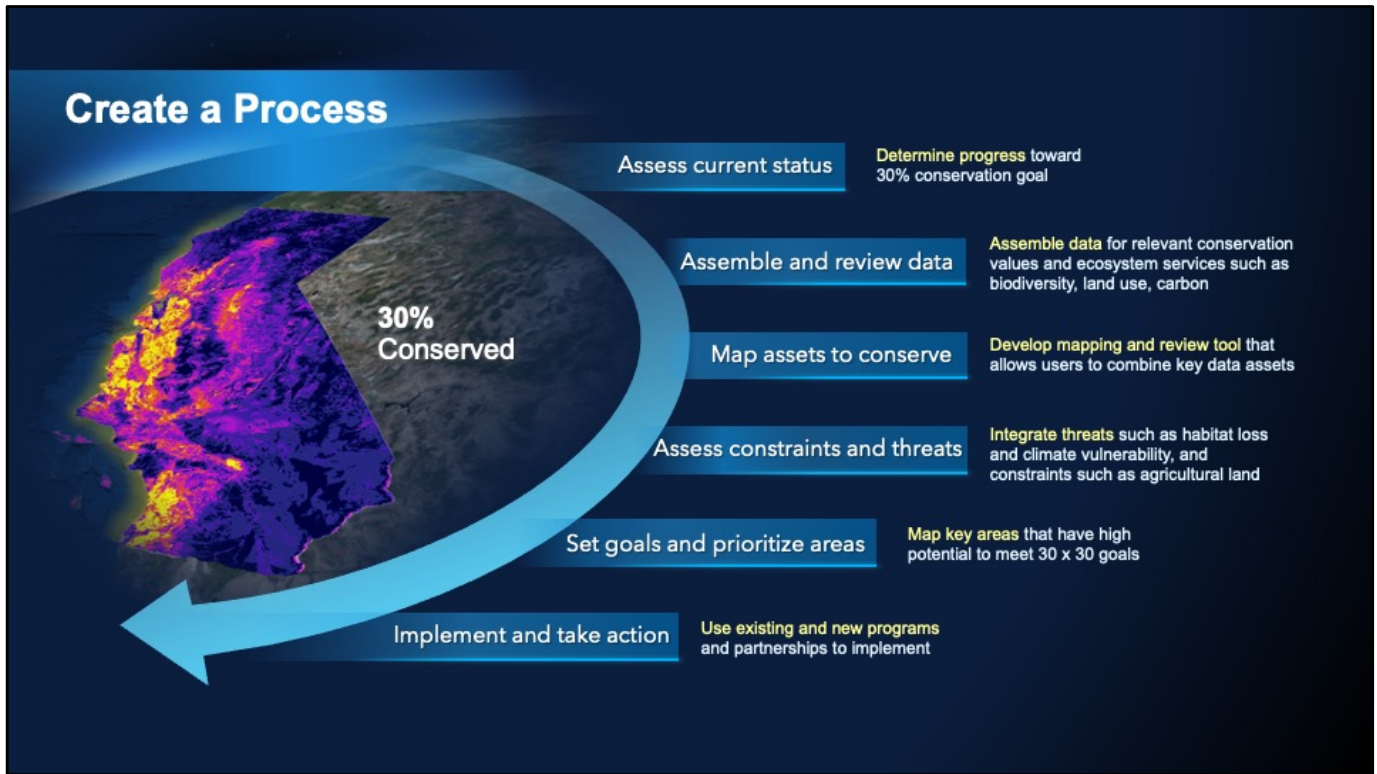 Create a Process
30%
Conserved
Assess current status
Determine progress toward
30% conservation goal
Assemble and review data
Assemble data for relevant conservation
values and ecosystem services such as
biodiversity, land use, carbon
Map assets to conserve
Develop mapping and review tool that
allows users to combine key data assets
Assess constraints and threats
Integrate threats such as habitat loss
and climate vulnerability, and
constraints such as agricultural land
Set goals and prioritize areas
Map key areas that have high
potential to meet 30 x 30 goals
Implement and take action
Use existing and new programs
and partnerships to implement